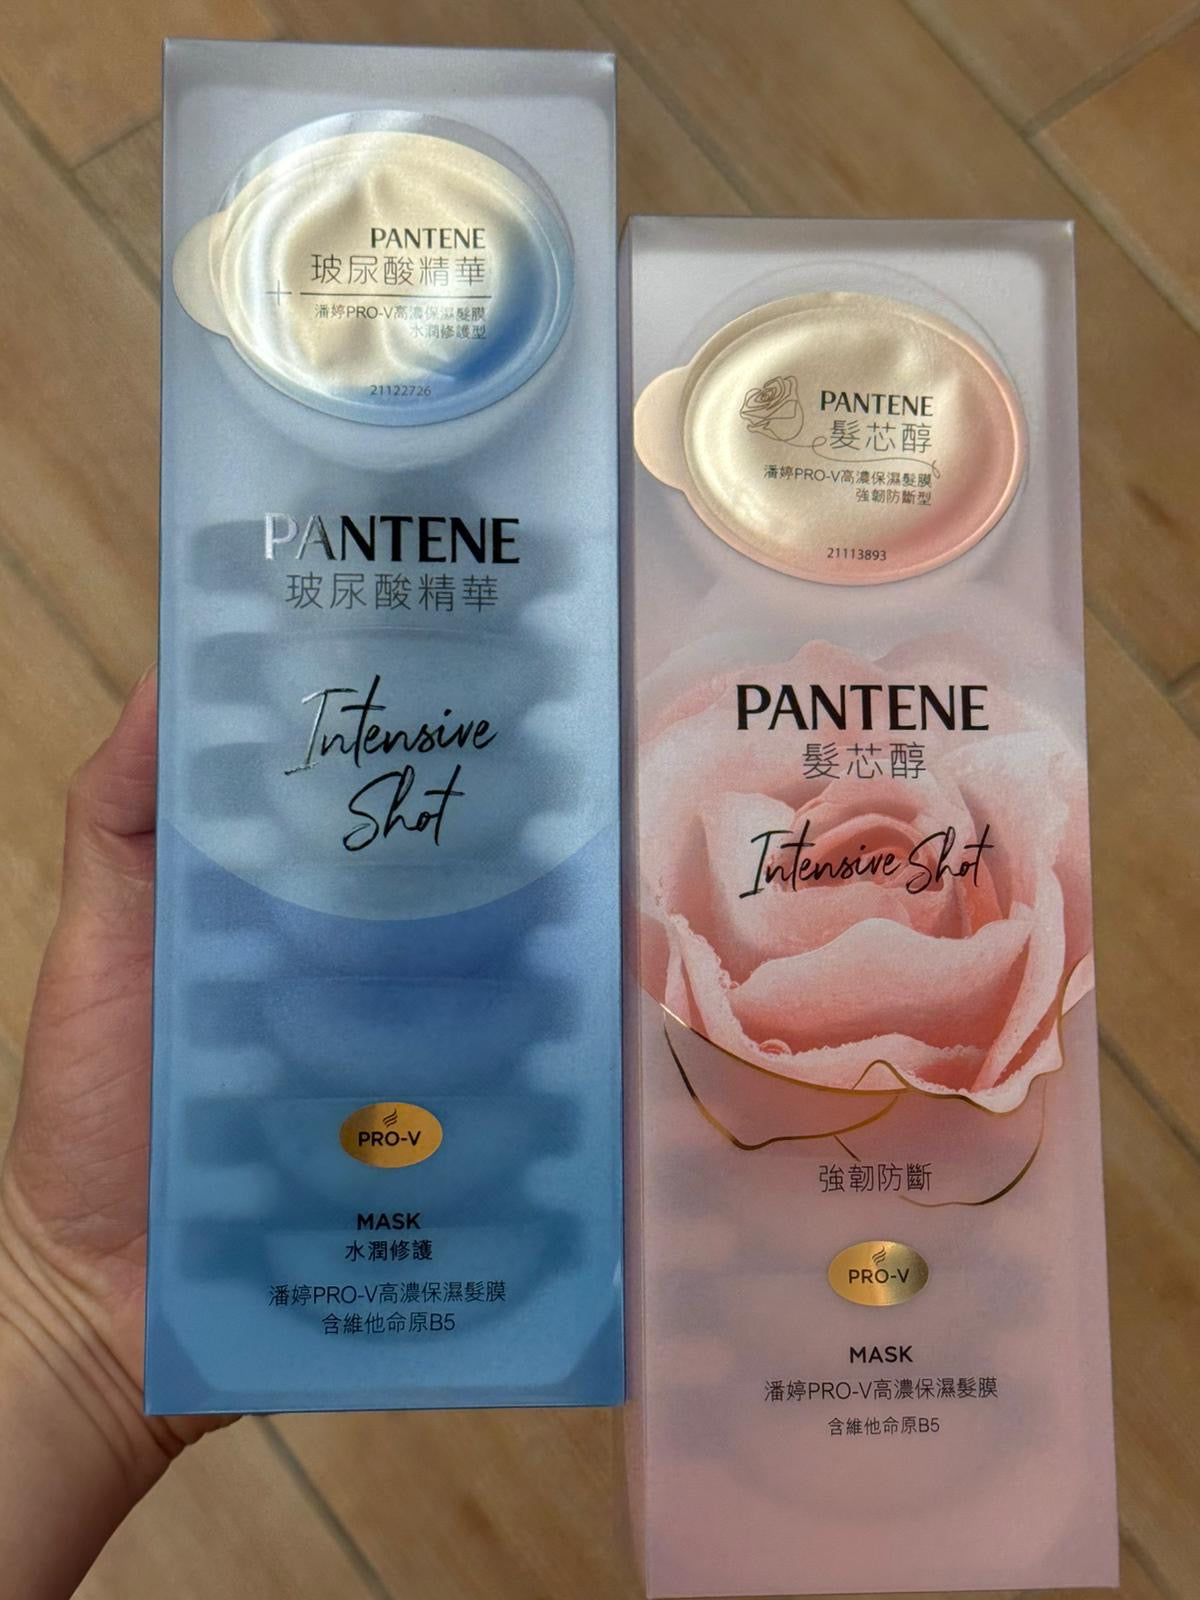 PANTENE
玻尿酸精華
+
潘婷PRO-V高濃保濕髮膜
水潤修護型
21122726
PANTENE
玻尿酸精華
Intensive
Shot
PRO-V
MASK
水潤修護
潘婷PRO-V高濃保濕髮膜
含維他命原B5
PANTENE
髮芯醇
潘婷PRO-V高濃保濕髮膜
強韌防斷型
21113893
PANTENE
髮芯醇
Intensive Shot
強韌防斷
PRO-V
MASK
潘婷PRO-V高濃保濕髮膜
含維他命原B5